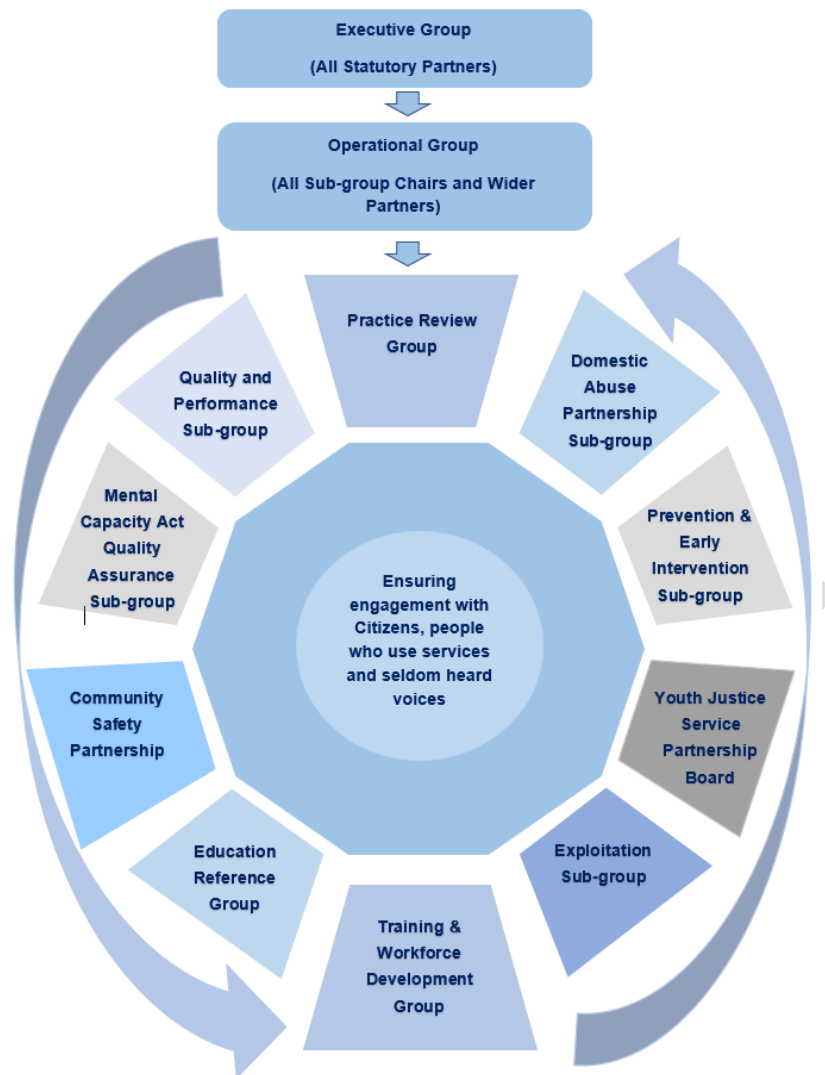 Executive Group
(All Statutory Partners)
Operational Group
(All Sub-group Chairs and Wider
Partners)
Practice Review
Group
Domestic
Abuse
Partnership
Sub-group
Prevention &
Early
Intervention
Sub-group
Youth Justice
Service
Partnership
Board
Exploitation
Sub-group
Training &
Workforce
Development
Group
Education
Reference
Group
Community
Safety
Partnership
Mental
Capacity Act
Quality
Assurance
Sub-group
Quality and
Performance
Sub-group
Ensuring
engagement with
Citizens, people
who use services
and seldom heard
voices